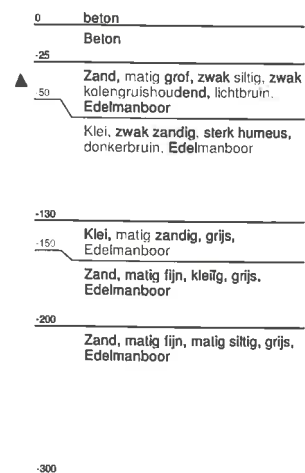 0 beton
Beton
-25
Zand, matig grof, zwak siltig, zwak
kolengruishoudend, lichtbruin,
50 Edelmanboor
Klei, zwak zandig, sterk humeus,
donkerbruin, Edelmanboor
-130
Klei, matig zandig, grijs,
-150 Edelmanboor
Zand, matig fijn, kleiïg, grijs,
Edelmanboor
-200
Zand, matig fijn, matig siltig, grijs,
Edelmanboor
-300